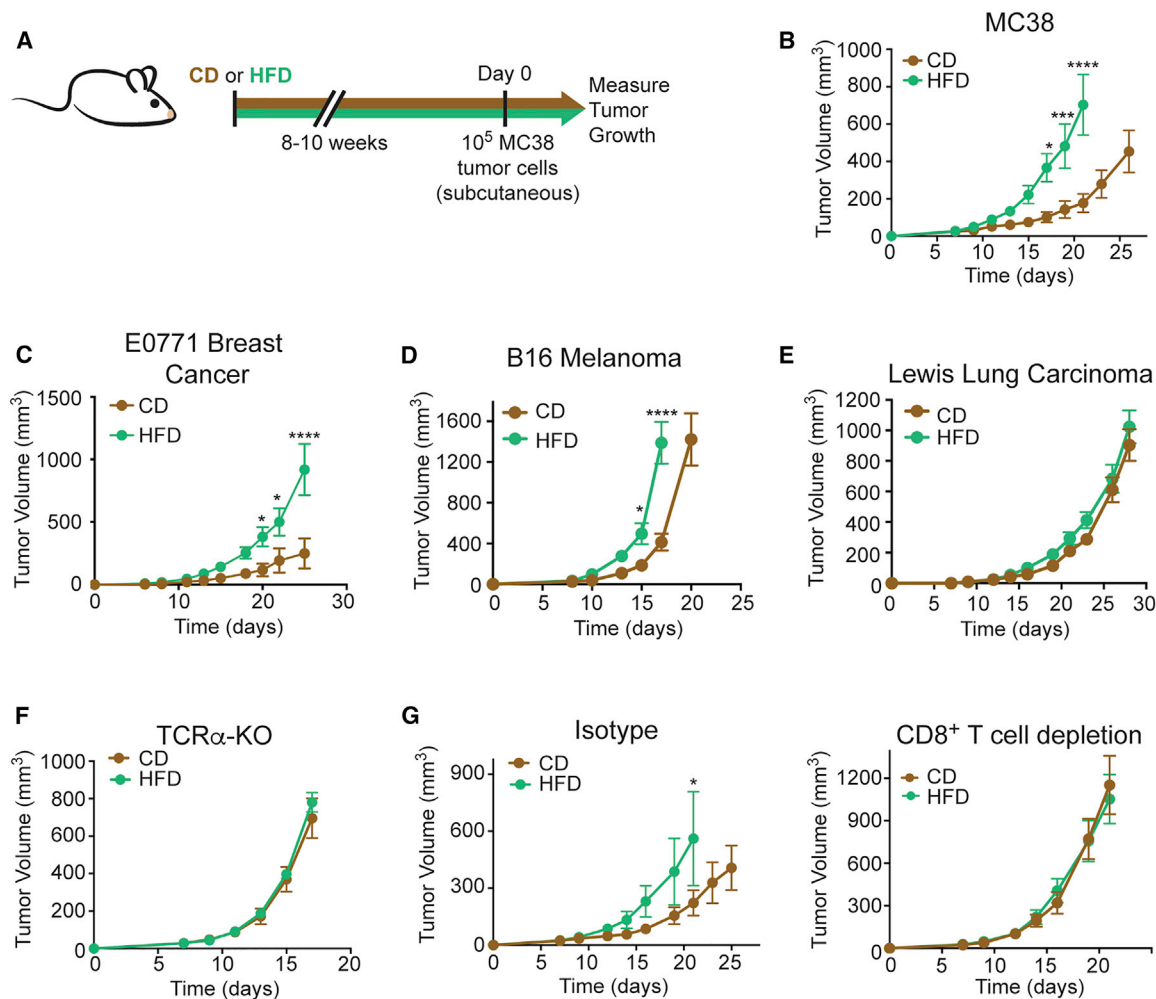 A
CD or HFD
8-10 weeks
Day 0
10⁵ MC38
tumor cells
(subcutaneous)
Measure
Tumor
Growth
B
MC38
CD
HFD
Tumor Volume (mm³)
1000
800
600
400
200
0
* *** ****
0 5 10 15 20 25
Time (days)
C
E0771 Breast
Cancer
CD
HFD
Tumor Volume (mm³)
1500
1000
500
0
* * ****
0 10 20 30
Time (days)
D
B16 Melanoma
CD
HFD
Tumor Volume (mm³)
1600
1200
800
400
0
* ****
0 5 10 15 20 25
Time (days)
E
Lewis Lung Carcinoma
CD
HFD
Tumor Volume (mm³)
1200
1000
800
600
400
200
0
0 5 10 15 20 25 30
Time (days)
F
TCRα-KO
CD
HFD
Tumor Volume (mm³)
1000
800
600
400
200
0
0 5 10 15 20
Time (days)
G
Isotype
CD
HFD
Tumor Volume (mm³)
900
600
300
0
*
0 5 10 15 20 25
Time (days)
CD8⁺ T cell depletion
CD
HFD
Tumor Volume (mm³)
1200
900
600
300
0
0 5 10 15 20
Time (days)